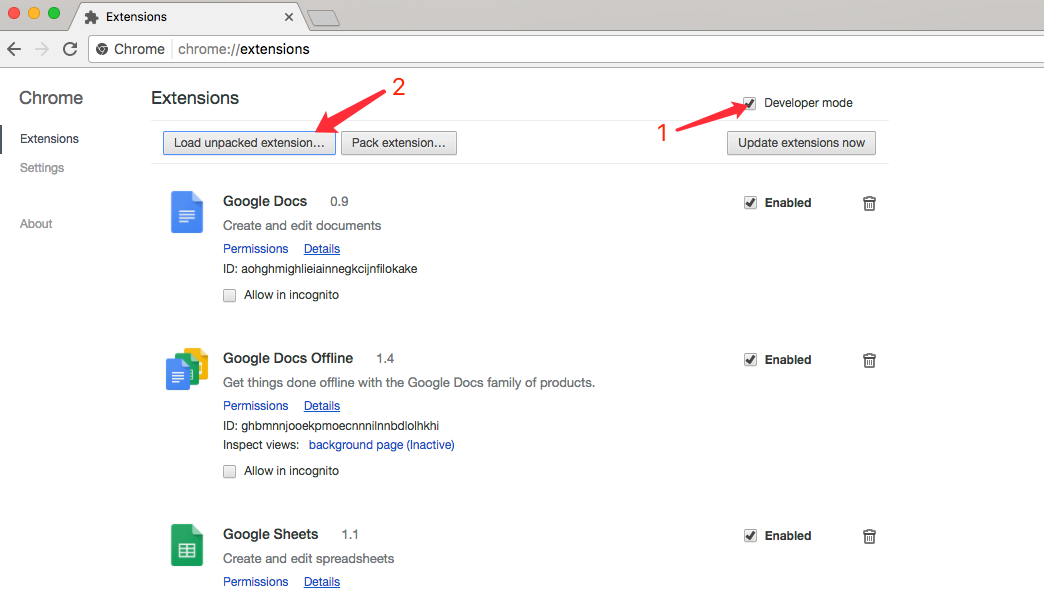 Extensions
Chrome chrome://extensions
Chrome
Extensions
Settings
About
Extensions
2
1
Developer mode
Load unpacked extension...
Pack extension...
Update extensions now
Google Docs 0.9
Enabled
Create and edit documents
Permissions Details
ID: aohghmighlieiainnegkcijnfilokake
Allow in incognito
Google Docs Offline 1.4
Enabled
Get things done offline with the Google Docs family of products.
Permissions Details
ID: ghbmnnjooekpmoecnnnilnnbdlolhkhi
Inspect views: background page (Inactive)
Allow in incognito
Google Sheets 1.1
Enabled
Create and edit spreadsheets
Permissions Details